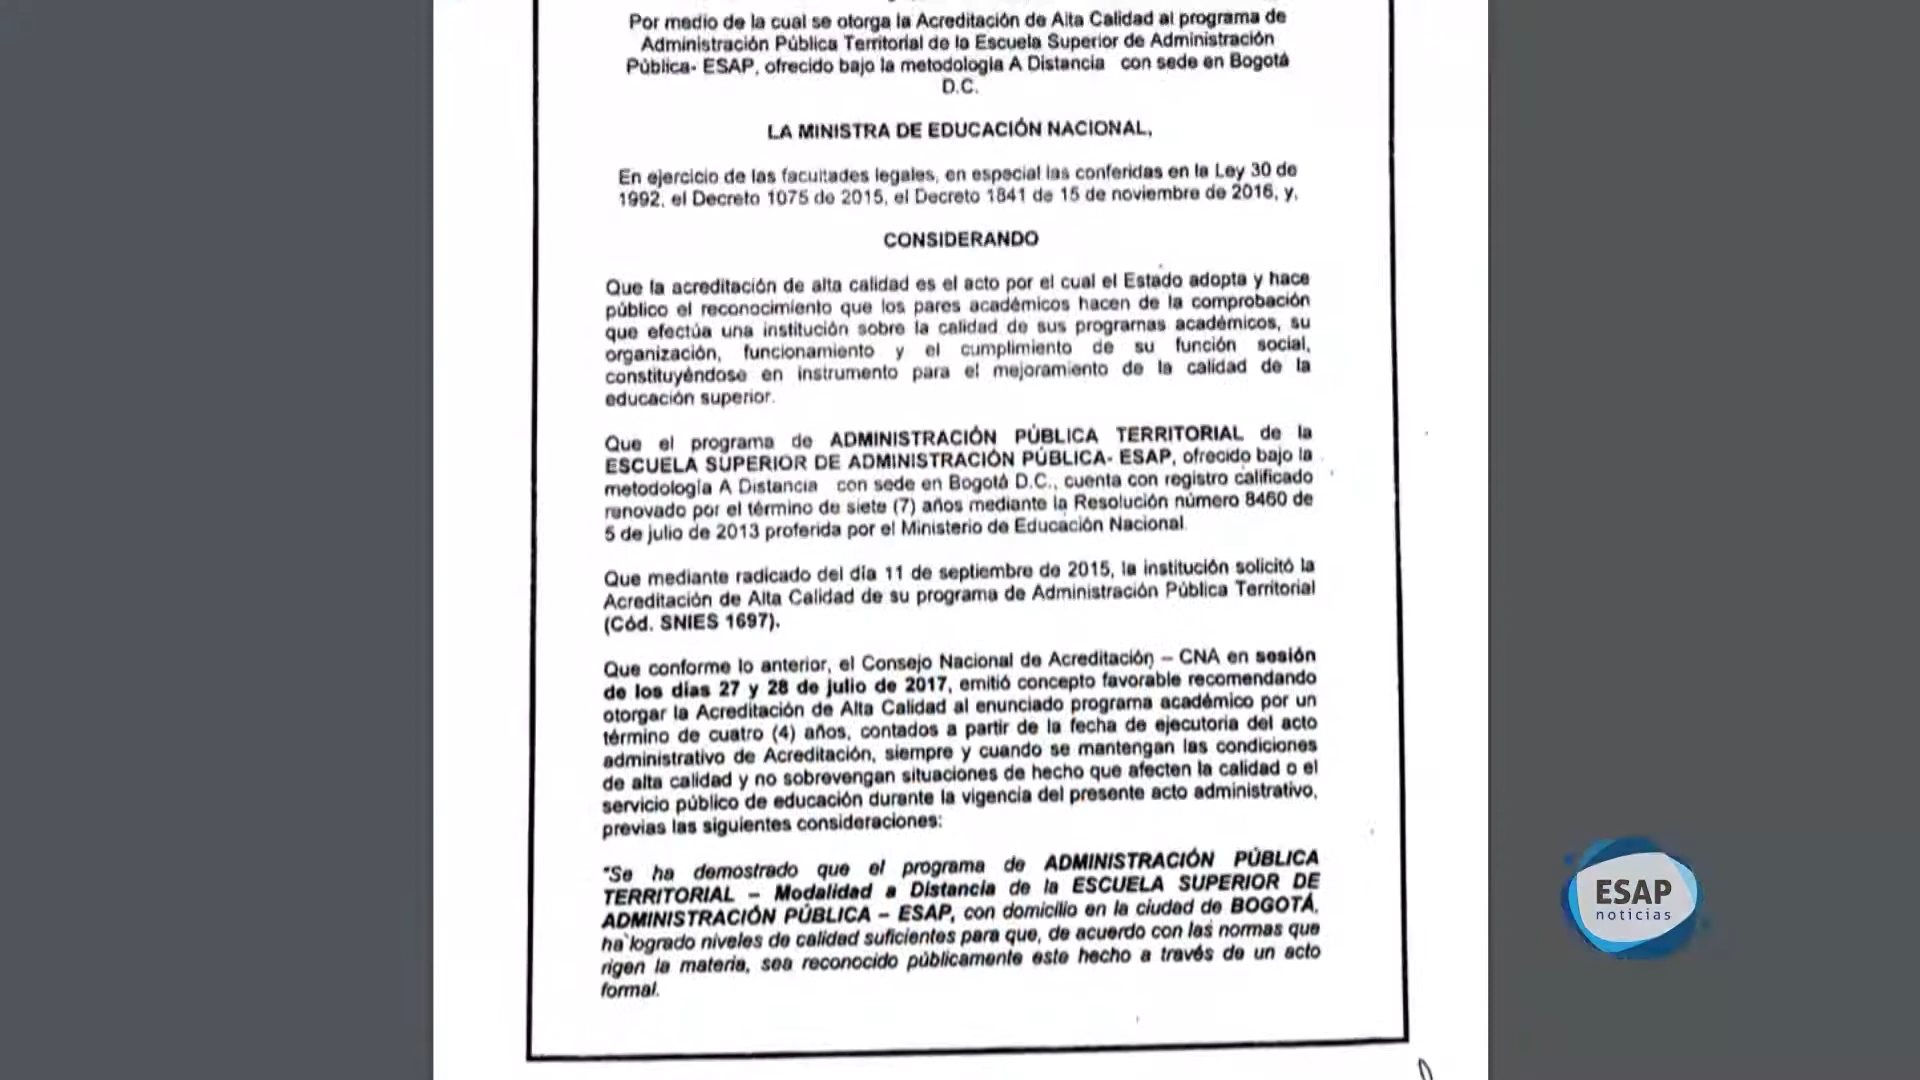 Por medio de la cual se otorga la Acreditación de Alta Calidad al programa de
Administración Pública Territorial de la Escuela Superior de Administración
Pública- ESAP, ofrecido bajo la metodología A Distancia con sede en Bogotá
D.C.
LA MINISTRA DE EDUCACIÓN NACIONAL,
En ejercicio de las facultades legales, en especial las conferidas en la Ley 30 de
1992, el Decreto 1075 de 2015, el Decreto 1841 de 15 de noviembre de 2016, y,
CONSIDERANDO
Que la acreditación de alta calidad es el acto por el cual el Estado adopta y hace
público el reconocimiento que los pares académicos hacen de la comprobación
que efectúa una institución sobre la calidad de sus programas académicos, su
organización, funcionamiento y el cumplimiento de su función social,
constituyéndose en instrumento para el mejoramiento de la calidad de la
educación superior.
Que el programa de ADMINISTRACIÓN PÚBLICA TERRITORIAL de la
ESCUELA SUPERIOR DE ADMINISTRACIÓN PÚBLICA- ESAP, ofrecido bajo la
metodología A Distancia con sede en Bogotá D.C., cuenta con registro calificado
renovado por el término de siete (7) años mediante la Resolución número 8460 de
5 de julio de 2013 proferida por el Ministerio de Educación Nacional.
Que mediante radicado del día 11 de septiembre de 2015, la institución solicitó la
Acreditación de Alta Calidad de su programa de Administración Pública Territorial
(Cód. SNIES 1697).
Que conforme lo anterior, el Consejo Nacional de Acreditación – CNA en sesión
de los días 27 y 28 de julio de 2017, emitió concepto favorable recomendando
otorgar la Acreditación de Alta Calidad al enunciado programa académico por un
término de cuatro (4) años, contados a partir de la fecha de ejecutoria del acto
administrativo de Acreditación, siempre y cuando se mantengan las condiciones
de alta calidad y no sobrevengan situaciones de hecho que afecten la calidad o el
servicio público de educación durante la vigencia del presente acto administrativo,
previas las siguientes consideraciones:
"Se ha demostrado que el programa de ADMINISTRACIÓN PÚBLICA
TERRITORIAL – Modalidad a Distancia de la ESCUELA SUPERIOR DE
ADMINISTRACIÓN PÚBLICA – ESAP, con domicilio en la ciudad de BOGOTÁ,
ha logrado niveles de calidad suficientes para que, de acuerdo con las normas que
rigen la materia, sea reconocido públicamente este hecho a través de un acto
formal.
ESAP
noticias